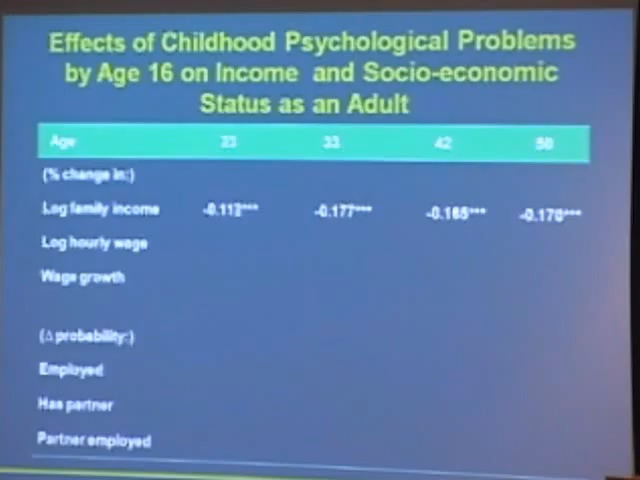 Effects of Childhood Psychological Problems
by Age 16 on Income and Socio-economic
Status as an Adult
Age 23 33 42 50
(% change in:)
Log family income -0.112*** -0.177*** -0.165*** -0.170***
Log hourly wage
Wage growth
(Δ probability:)
Employed
Has partner
Partner employed